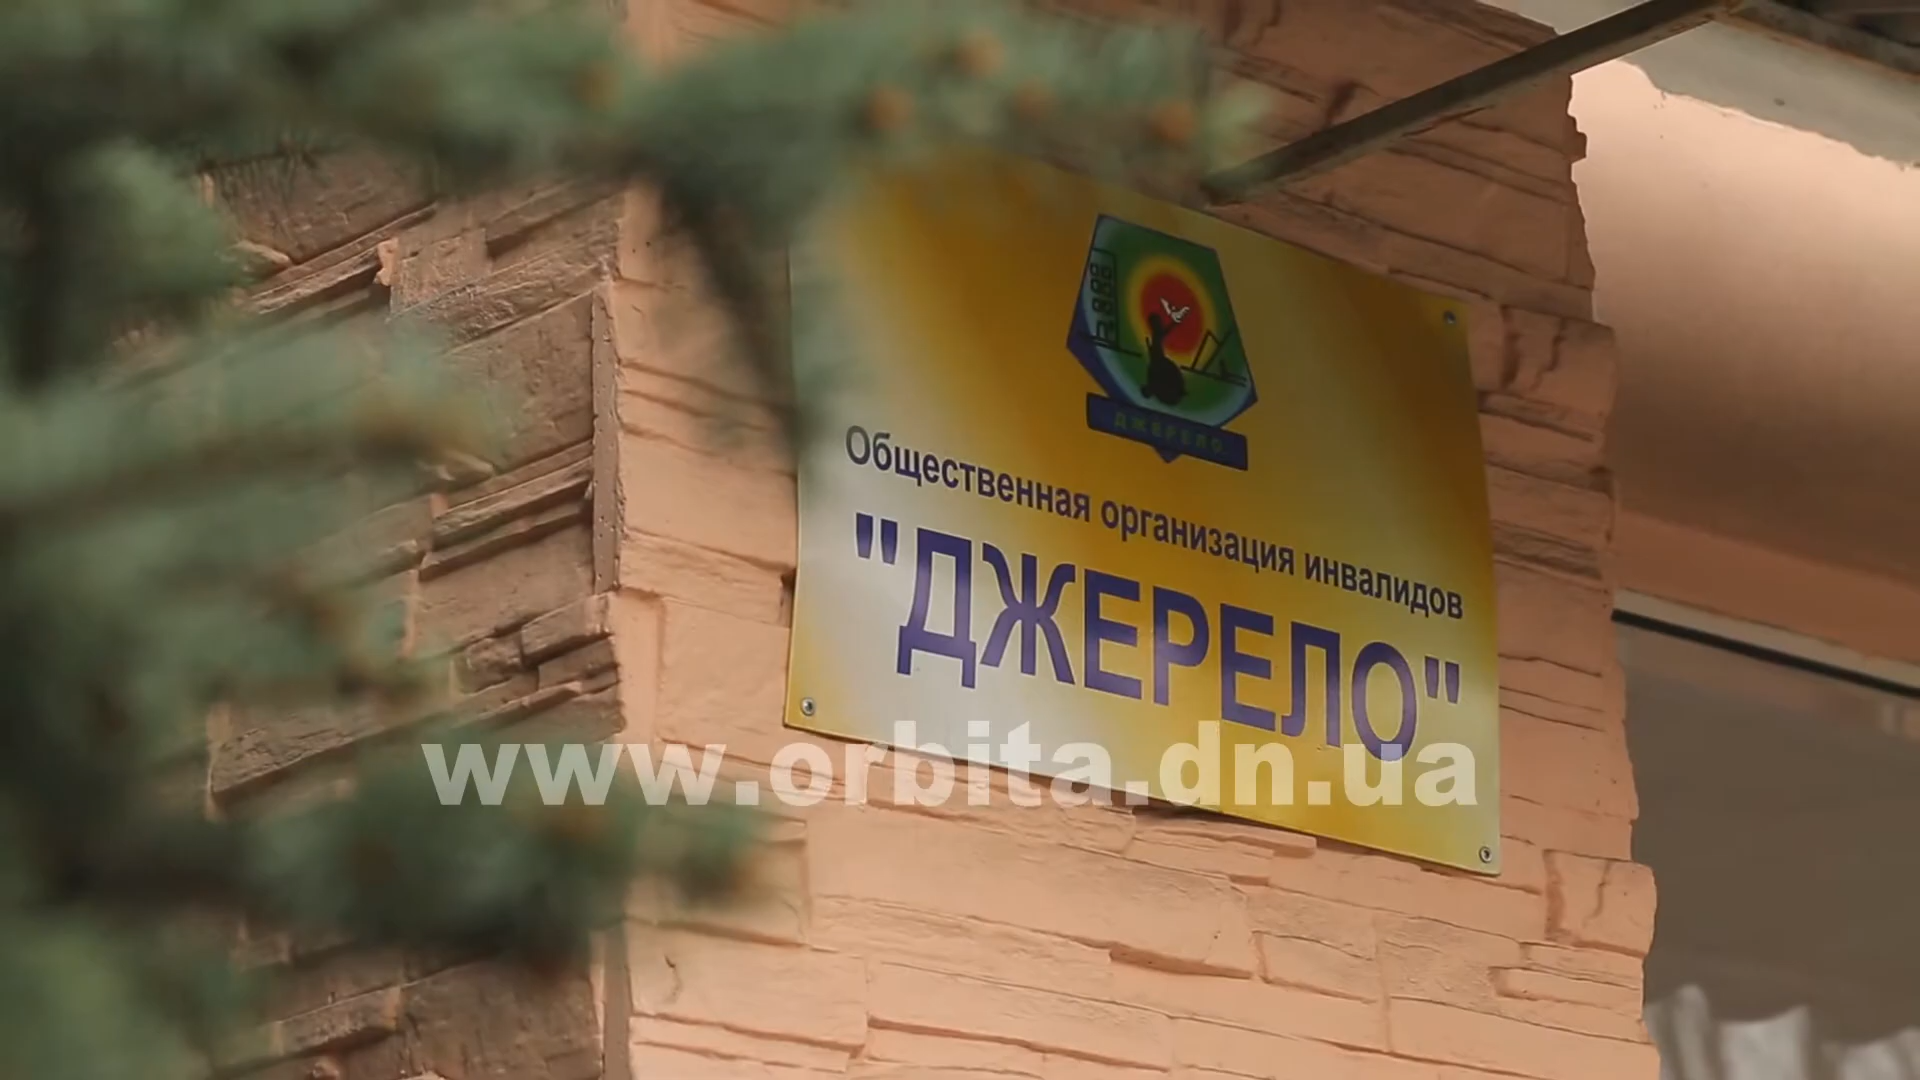 ДЖЕРЕЛО
Общественная организация инвалидов
"ДЖЕРЕЛО"
www.orbita.dn.ua